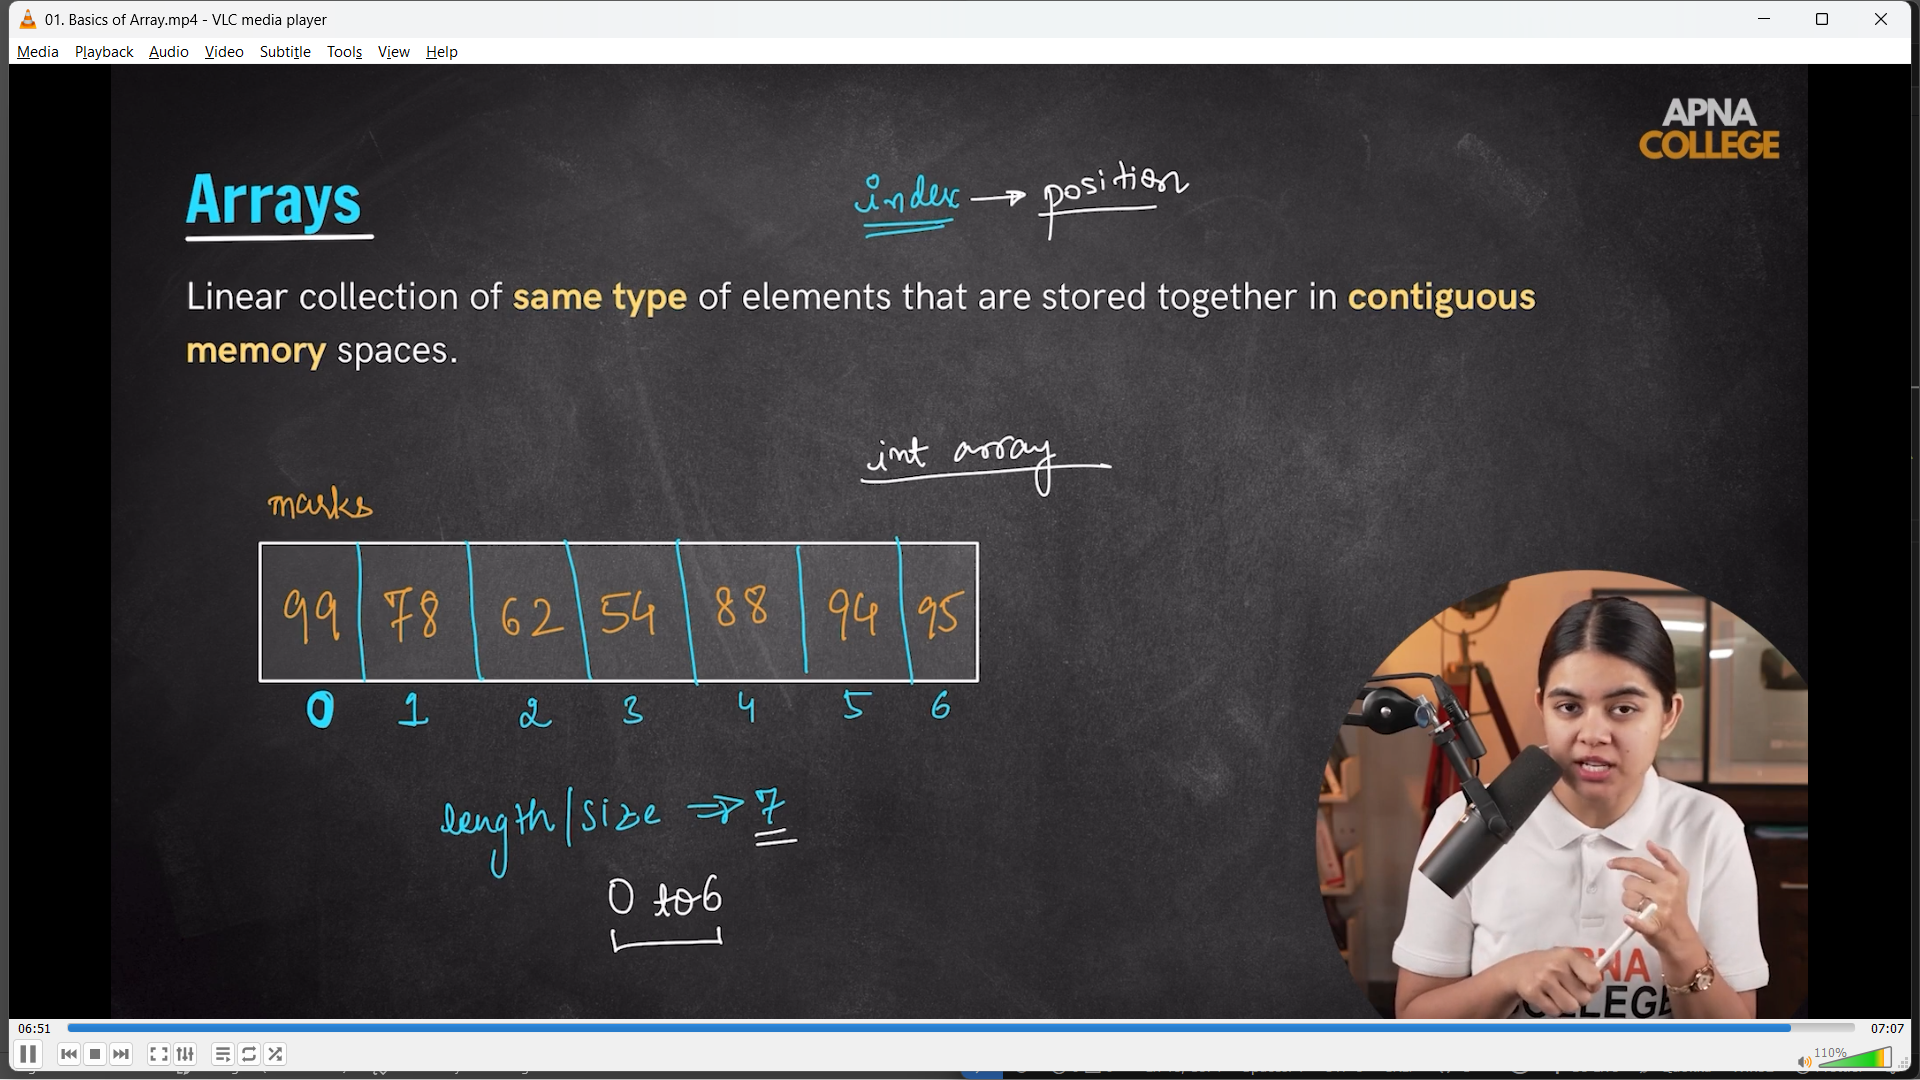 01. Basics of Array.mp4 - VLC media player
Media Playback Audio Video Subtitle Tools View Help
APNA
COLLEGE
Arrays
index → position
Linear collection of same type of elements that are stored together in contiguous
memory spaces.
int array
marks
99 78 62 54 88 94 95
0 1 2 3 4 5 6
length/size ⇒ 7
0 to 6
06:51
07:07
110%